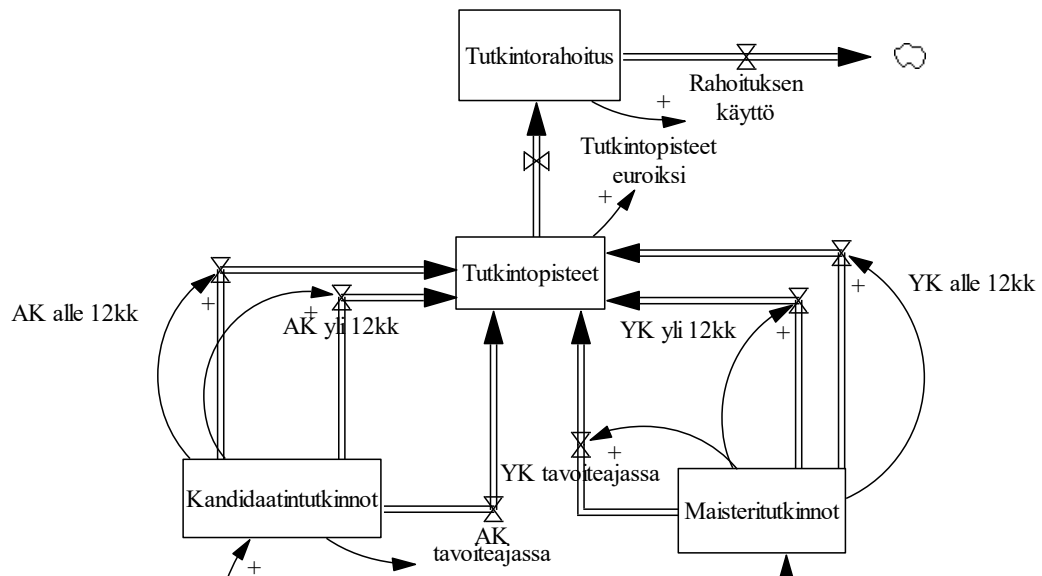 Tutkintorahoitus
Rahoituksen
käyttö
+
Tutkintopisteet
euroiksi
+
Tutkintopisteet
AK alle 12kk
+
AK yli 12kk
+
YK yli 12kk
+
YK alle 12kk
+
YK tavoiteajassa
+
Kandidaatintutkinnot
Maisteritutkinnot
AK
tavoiteajassa
+